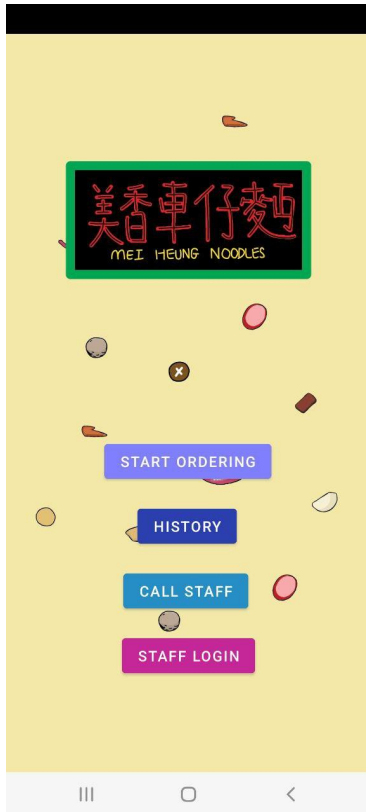 美香車仔麵
MEI HEUNG NOODLES
START ORDERING
HISTORY
CALL STAFF
STAFF LOGIN